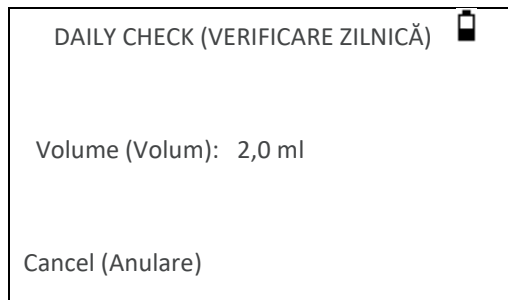 DAILY CHECK (VERIFICARE ZILNICĂ)
Volume (Volum): 2,0 ml
Cancel (Anulare)